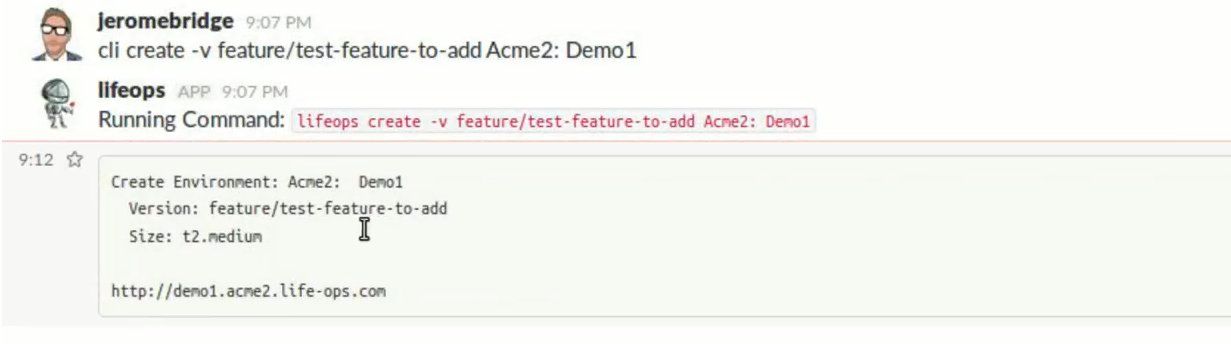 jeromebridge 9:07 PM
cli create -v feature/test-feature-to-add Acme2: Demo1
lifeops APP 9:07 PM
Running Command: lifeops create -v feature/test-feature-to-add Acme2: Demo1
9:12
Create Environment: Acme2:  Demo1
Version: feature/test-feature-to-add
Size: t2.medium
http://demo1.acme2.life-ops.com